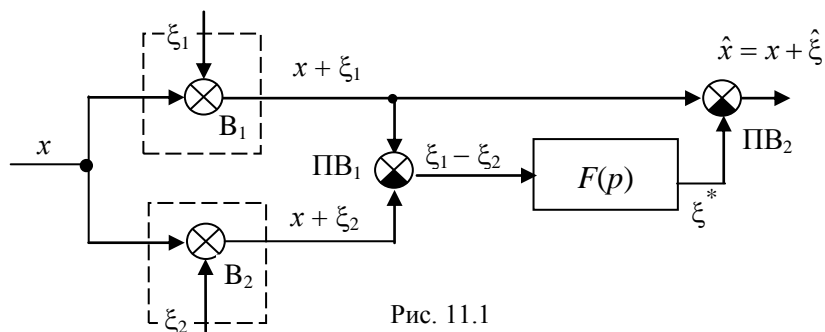 ξ₁
x + ξ₁
x̂ = x + ξ̂
B₁
x
ПВ₁
ξ₁ – ξ₂
F(p)
ПВ₂
ξ*
x + ξ₂
B₂
ξ₂
Рис. 11.1